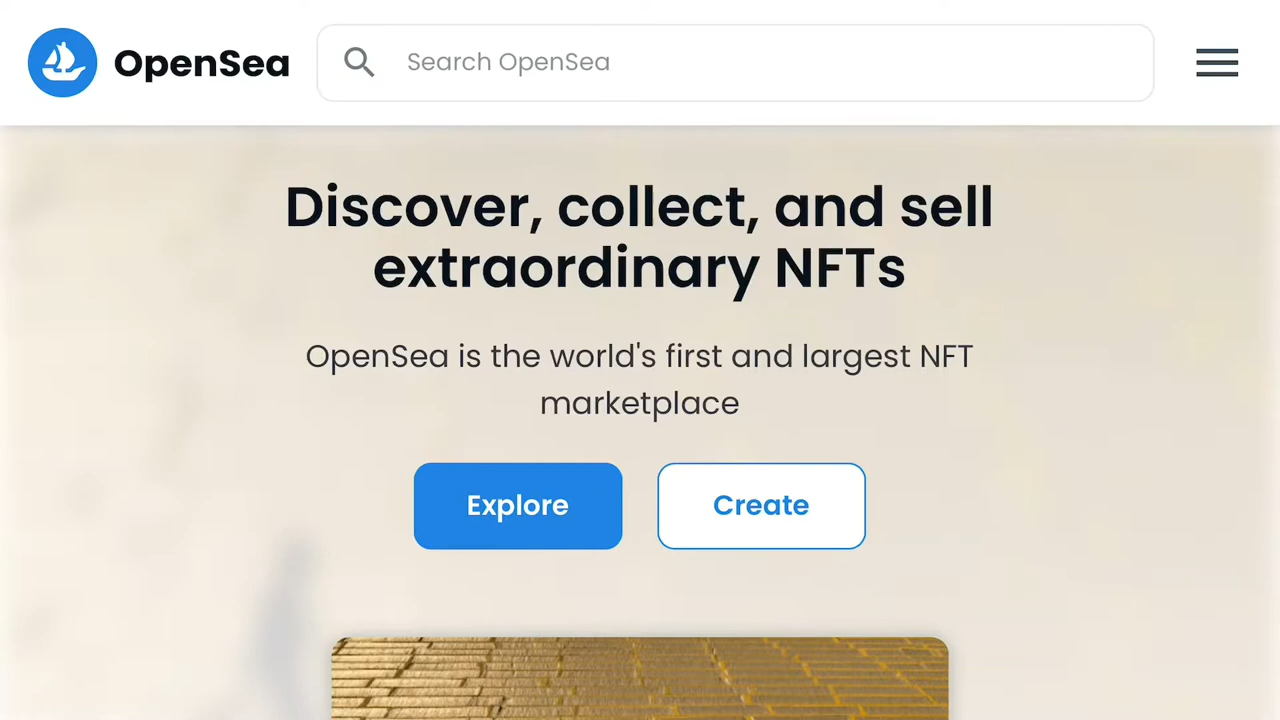 OpenSea
Search OpenSea
Discover, collect, and sell
extraordinary NFTs
OpenSea is the world's first and largest NFT
marketplace
Explore
Create